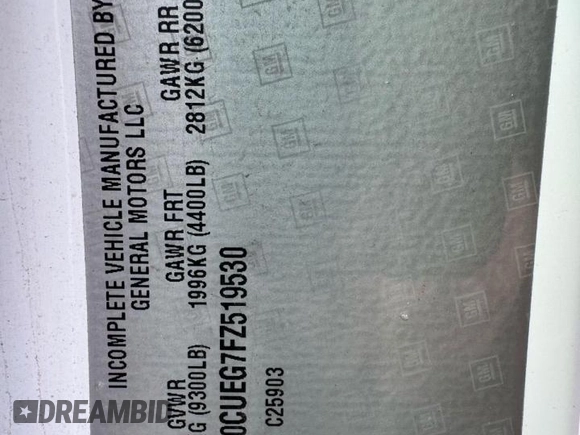 INCOMPLETE VEHICLE MANUFACTURED BY
GENERAL MOTORS LLC
GVWR GAWR FRT GAWR RR
G (9300LB) 1996KG (4400LB) 2812KG (6200
0CUEG7FZ519530
C25903
GM
DREAMBID